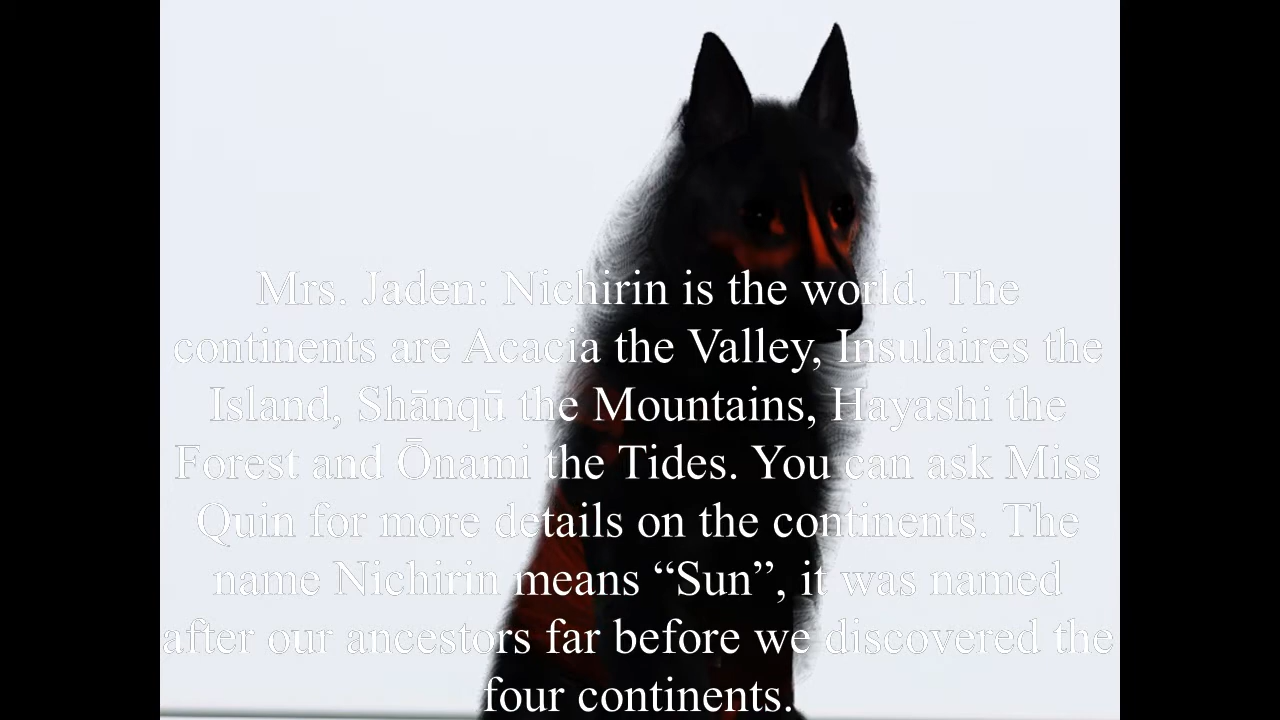 Mrs. Jaden: Nichirin is the world. The
continents are Acacia the Valley, Insulaires the
Island, Shānqū the Mountains, Hayashi the
Forest and Ōnami the Tides. You can ask Miss
Quin for more details on the continents. The
name Nichirin means “Sun”, it was named
after our ancestors far before we discovered the
four continents.